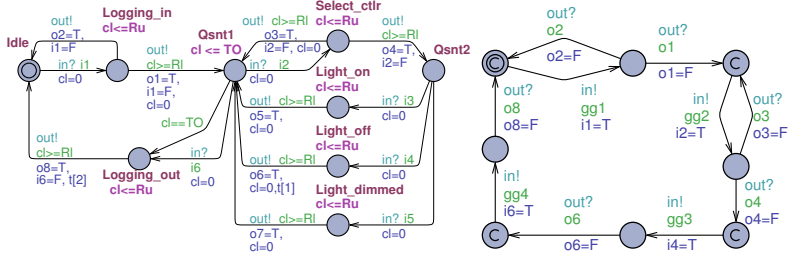 Logging_in
cl<=Ru
Idle
out!
o2=T,
i1=F
in? i1
cl=0
out!
cl>=Rl
o1=T,
i1=F,
cl=0
Qsnt1
cl <= TO
Select_ctlr
cl<=Ru
out! cl>=Rl
o3=T,
i2=F, cl=0
in? i2
cl=0
out!
cl>=Rl
o4=T,
i2=F
Qsnt2
Light_on
cl<=Ru
out! cl>=Rl
o5=T,
cl=0
in? i3
cl=0
Light_off
cl<=Ru
out! cl>=Rl
o6=T,
cl=0,t[1]
in? i4
cl=0
Light_dimmed
cl<=Ru
out! cl>=Rl
o7=T,
cl=0
in? i5
cl=0
cl==TO
in?
i6
cl=0
out!
cl>=Rl
o8=T,
i6=F, t[2]
Logging_out
cl<=Ru
out?
o2
o2=F
in!
gg1
i1=T
out?
o1
o1=F
C
C
in!
gg2
i2=T
out?
o3
o3=F
out?
o4
o4=F
C
in!
gg3
i4=T
out?
o6
o6=F
C
in!
gg4
i6=T
out?
o8
o8=F